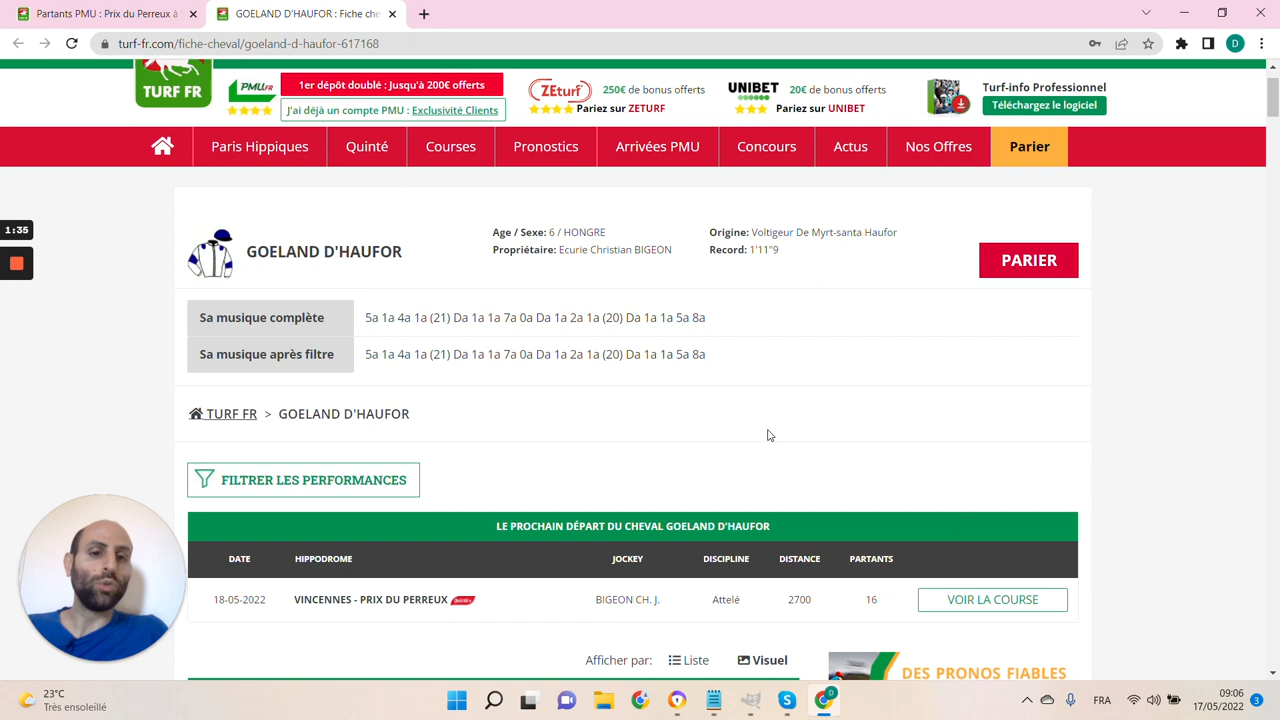 Partants PMU : Prix du Perreux à
GOELAND D'HAUFOR : Fiche che
turf-fr.com/fiche-cheval/goeland-d-haufor-617168
D
TURF FR
PMU.FR
1er dépôt doublé : Jusqu'à 200€ offerts
J'ai déjà un compte PMU : Exclusivité Clients
ZEturf
250€ de bonus offerts
Pariez sur ZETURF
UNIBET
20€ de bonus offerts
Pariez sur UNIBET
Turf-info Professionnel
Téléchargez le logiciel
Paris Hippiques Quinté Courses Pronostics Arrivées PMU Concours Actus Nos Offres Parier
1:35
GOELAND D'HAUFOR
Age / Sexe: 6 / HONGRE
Propriétaire: Ecurie Christian BIGEON
Origine: Voltigeur De Myrt-santa Haufor
Record: 1'11"9
PARIER
Sa musique complète 5a 1a 4a 1a (21) Da 1a 1a 7a 0a Da 1a 2a 1a (20) Da 1a 1a 5a 8a
Sa musique après filtre 5a 1a 4a 1a (21) Da 1a 1a 7a 0a Da 1a 2a 1a (20) Da 1a 1a 5a 8a
TURF FR > GOELAND D'HAUFOR
FILTRER LES PERFORMANCES
LE PROCHAIN DÉPART DU CHEVAL GOELAND D'HAUFOR
DATE HIPPODROME JOCKEY DISCIPLINE DISTANCE PARTANTS
18-05-2022 VINCENNES - PRIX DU PERREUX BIGEON CH. J. Attelé 2700 16 VOIR LA COURSE
Afficher par: Liste Visuel
DES PRONOS FIABLES
23°C
Très ensoleillé
D
FRA
09:06
17/05/2022
3